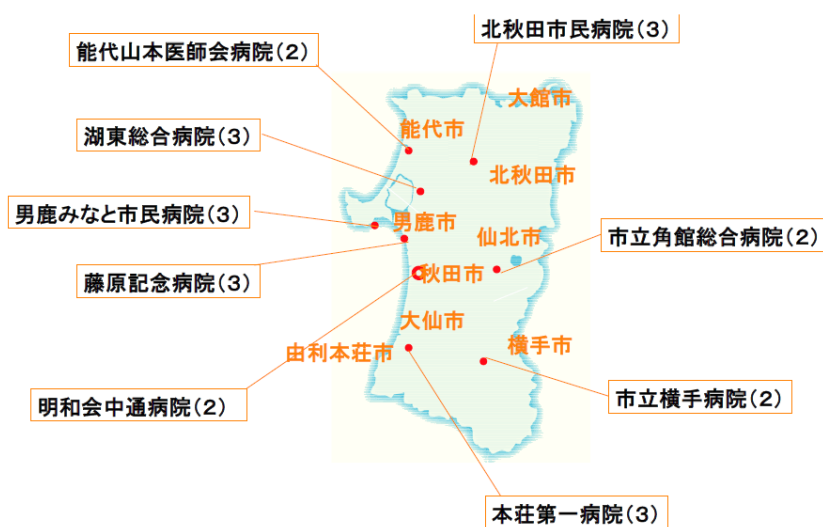 北秋田市民病院(3)
能代山本医師会病院(2)
大館市
能代市
湖東総合病院(3)
北秋田市
男鹿みなと市民病院(3)
男鹿市
仙北市
市立角館総合病院(2)
藤原記念病院(3)
秋田市
大仙市
由利本荘市
横手市
明和会中通病院(2)
市立横手病院(2)
本荘第一病院(3)